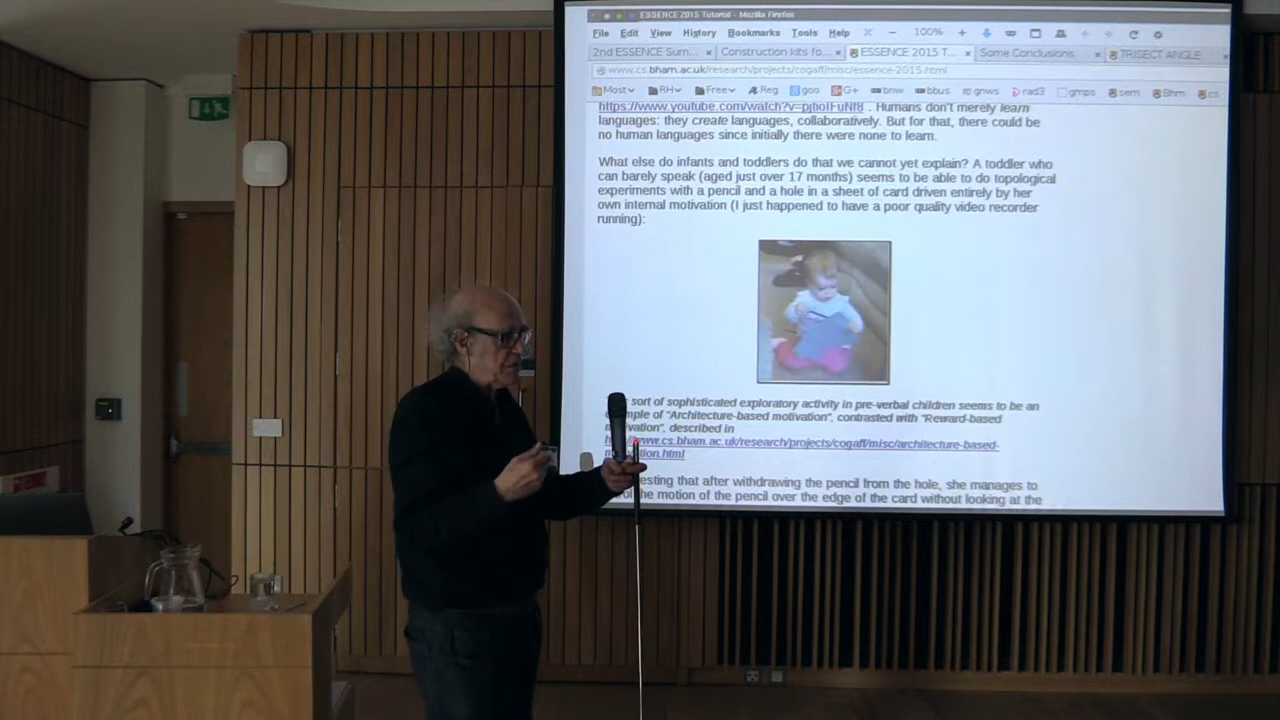 ESSENCE 2015 Tutorial - Mozilla Firefox
File Edit View History Bookmarks Tools Help 100%
2nd ESSENCE Sum... Construction kits fo... ESSENCE 2015 T... Some Conclusions TRISECT ANGLE
www.cs.bham.ac.uk/research/projects/cogaff/misc/essence-2015.html
Most RH Free Reg goo G+ bnw bbus gnws rad3 gmps sem Bhm cs
. Humans don't merely learn
languages: they create languages, collaboratively. But for that, there could be
no human languages since initially there were none to learn.
What else do infants and toddlers do that we cannot yet explain? A toddler who
can barely speak (aged just over 17 months) seems to be able to do topological
experiments with a pencil and a hole in a sheet of card driven entirely by her
own internal motivation (I just happened to have a poor quality video recorder
running):
sort of sophisticated exploratory activity in pre-verbal children seems to be an
of "Architecture-based motivation", contrasted with "Reward-based
described in
www.cs.bham.ac.uk/research/projects/cogaff/misc/architecture-based-
that after withdrawing the pencil from the hole, she manages to
the motion of the pencil over the edge of the card without looking at the